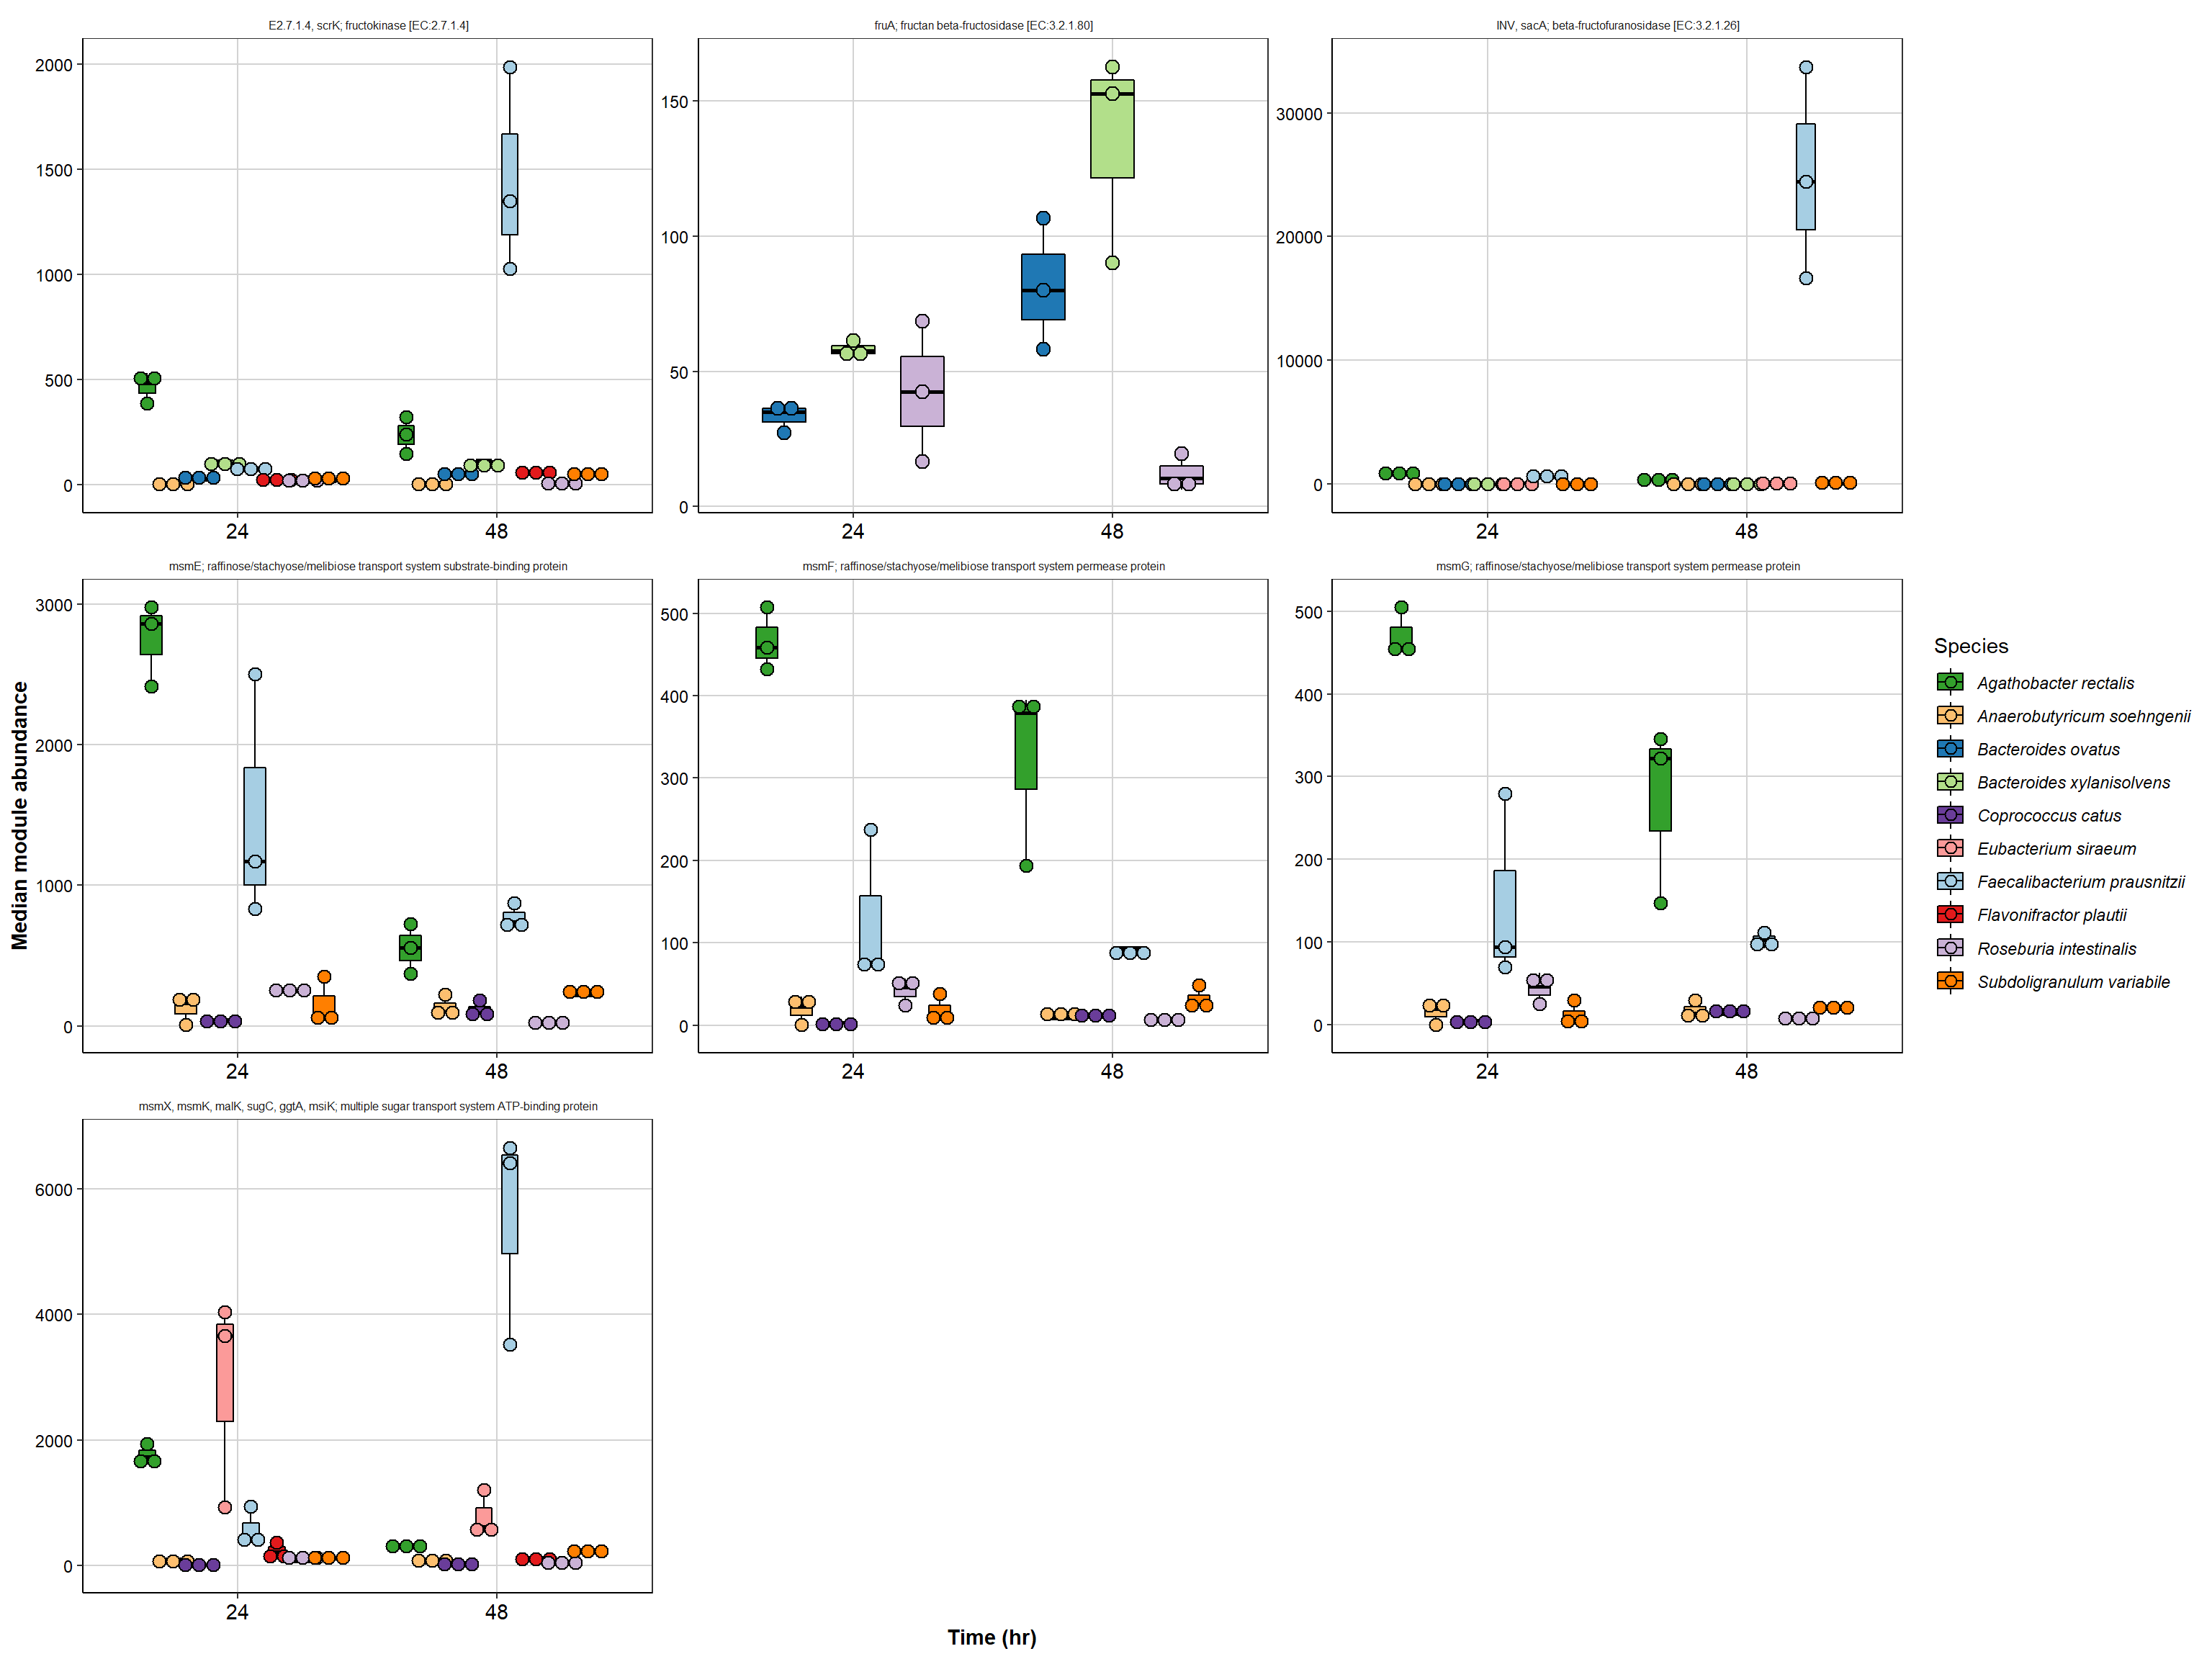 E2.7.1.4, scrK; fructokinase [EC:2.7.1.4]
fruA; fructan beta-fructosidase [EC:3.2.1.80]
INV, sacA; beta-fructofuranosidase [EC:3.2.1.26]
2000
1500
1000
500
0
24
48
150
100
50
0
24
48
30000
20000
10000
0
24
48
msmE; raffinose/stachyose/melibiose transport system substrate-binding protein
msmF; raffinose/stachyose/melibiose transport system permease protein
msmG; raffinose/stachyose/melibiose transport system permease protein
3000
2000
1000
0
24
48
500
400
300
200
100
0
24
48
500
400
300
200
100
0
24
48
msmX, msmK, malK, sugC, ggtA, msiK; multiple sugar transport system ATP-binding protein
6000
4000
2000
0
24
48
Median module abundance
Time (hr)
Species
Agathobacter rectalis
Anaerobutyricum soehngenii
Bacteroides ovatus
Bacteroides xylanisolvens
Coprococcus catus
Eubacterium siraeum
Faecalibacterium prausnitzii
Flavonifractor plautii
Roseburia intestinalis
Subdoligranulum variabile